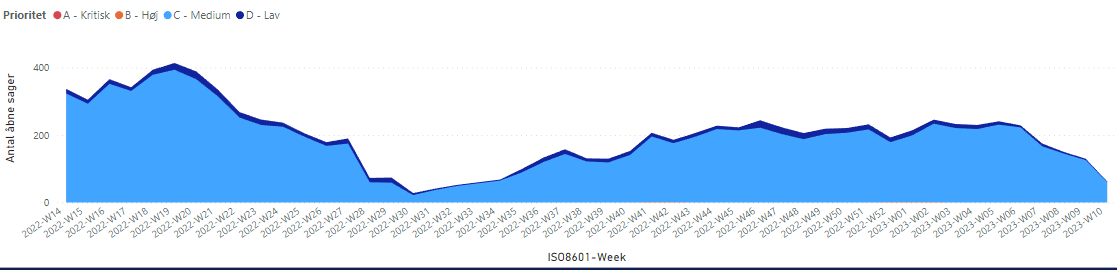 Prioritet A - Kritisk B - Høj C - Medium D - Lav
Antal åbne sager
400
200
0
2022-W14 2022-W15 2022-W16 2022-W17 2022-W18 2022-W19 2022-W20 2022-W21 2022-W22 2022-W23 2022-W24 2022-W25 2022-W26 2022-W27 2022-W28 2022-W29 2022-W30 2022-W31 2022-W32 2022-W33 2022-W34 2022-W35 2022-W36 2022-W37 2022-W38 2022-W39 2022-W40 2022-W41 2022-W42 2022-W43 2022-W44 2022-W45 2022-W46 2022-W47 2022-W48 2022-W49 2022-W50 2022-W51 2022-W52 2023-W01 2023-W02 2023-W03 2023-W04 2023-W05 2023-W06 2023-W07 2023-W08 2023-W09 2023-W10
ISO8601-Week